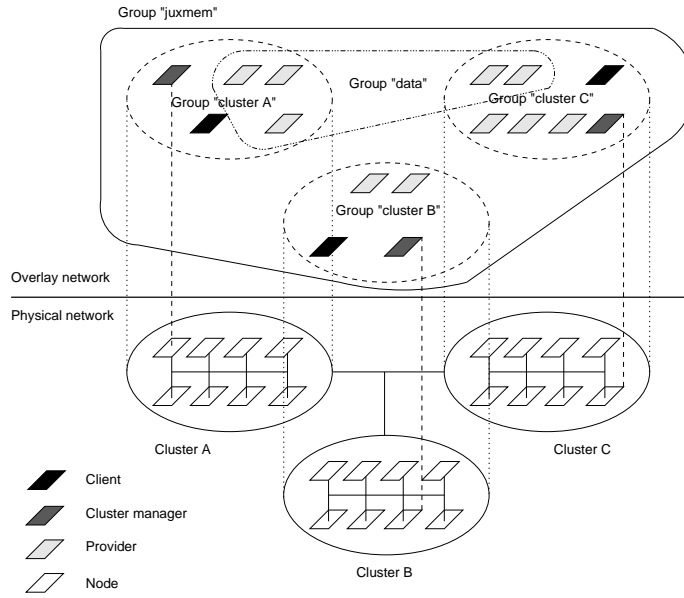 Group "juxmem"
Group "data"
Group "cluster A"
Group "cluster C"
Group "cluster B"
Overlay network
Physical network
Cluster A
Cluster C
Cluster B
Client
Cluster manager
Provider
Node